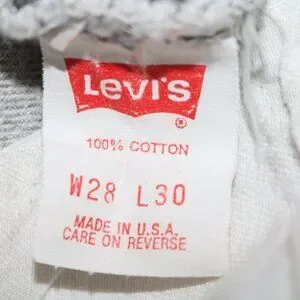 LEVI'S
®
100% COTTON
W28 L30
MADE IN U.S.A.
CARE ON REVERSE